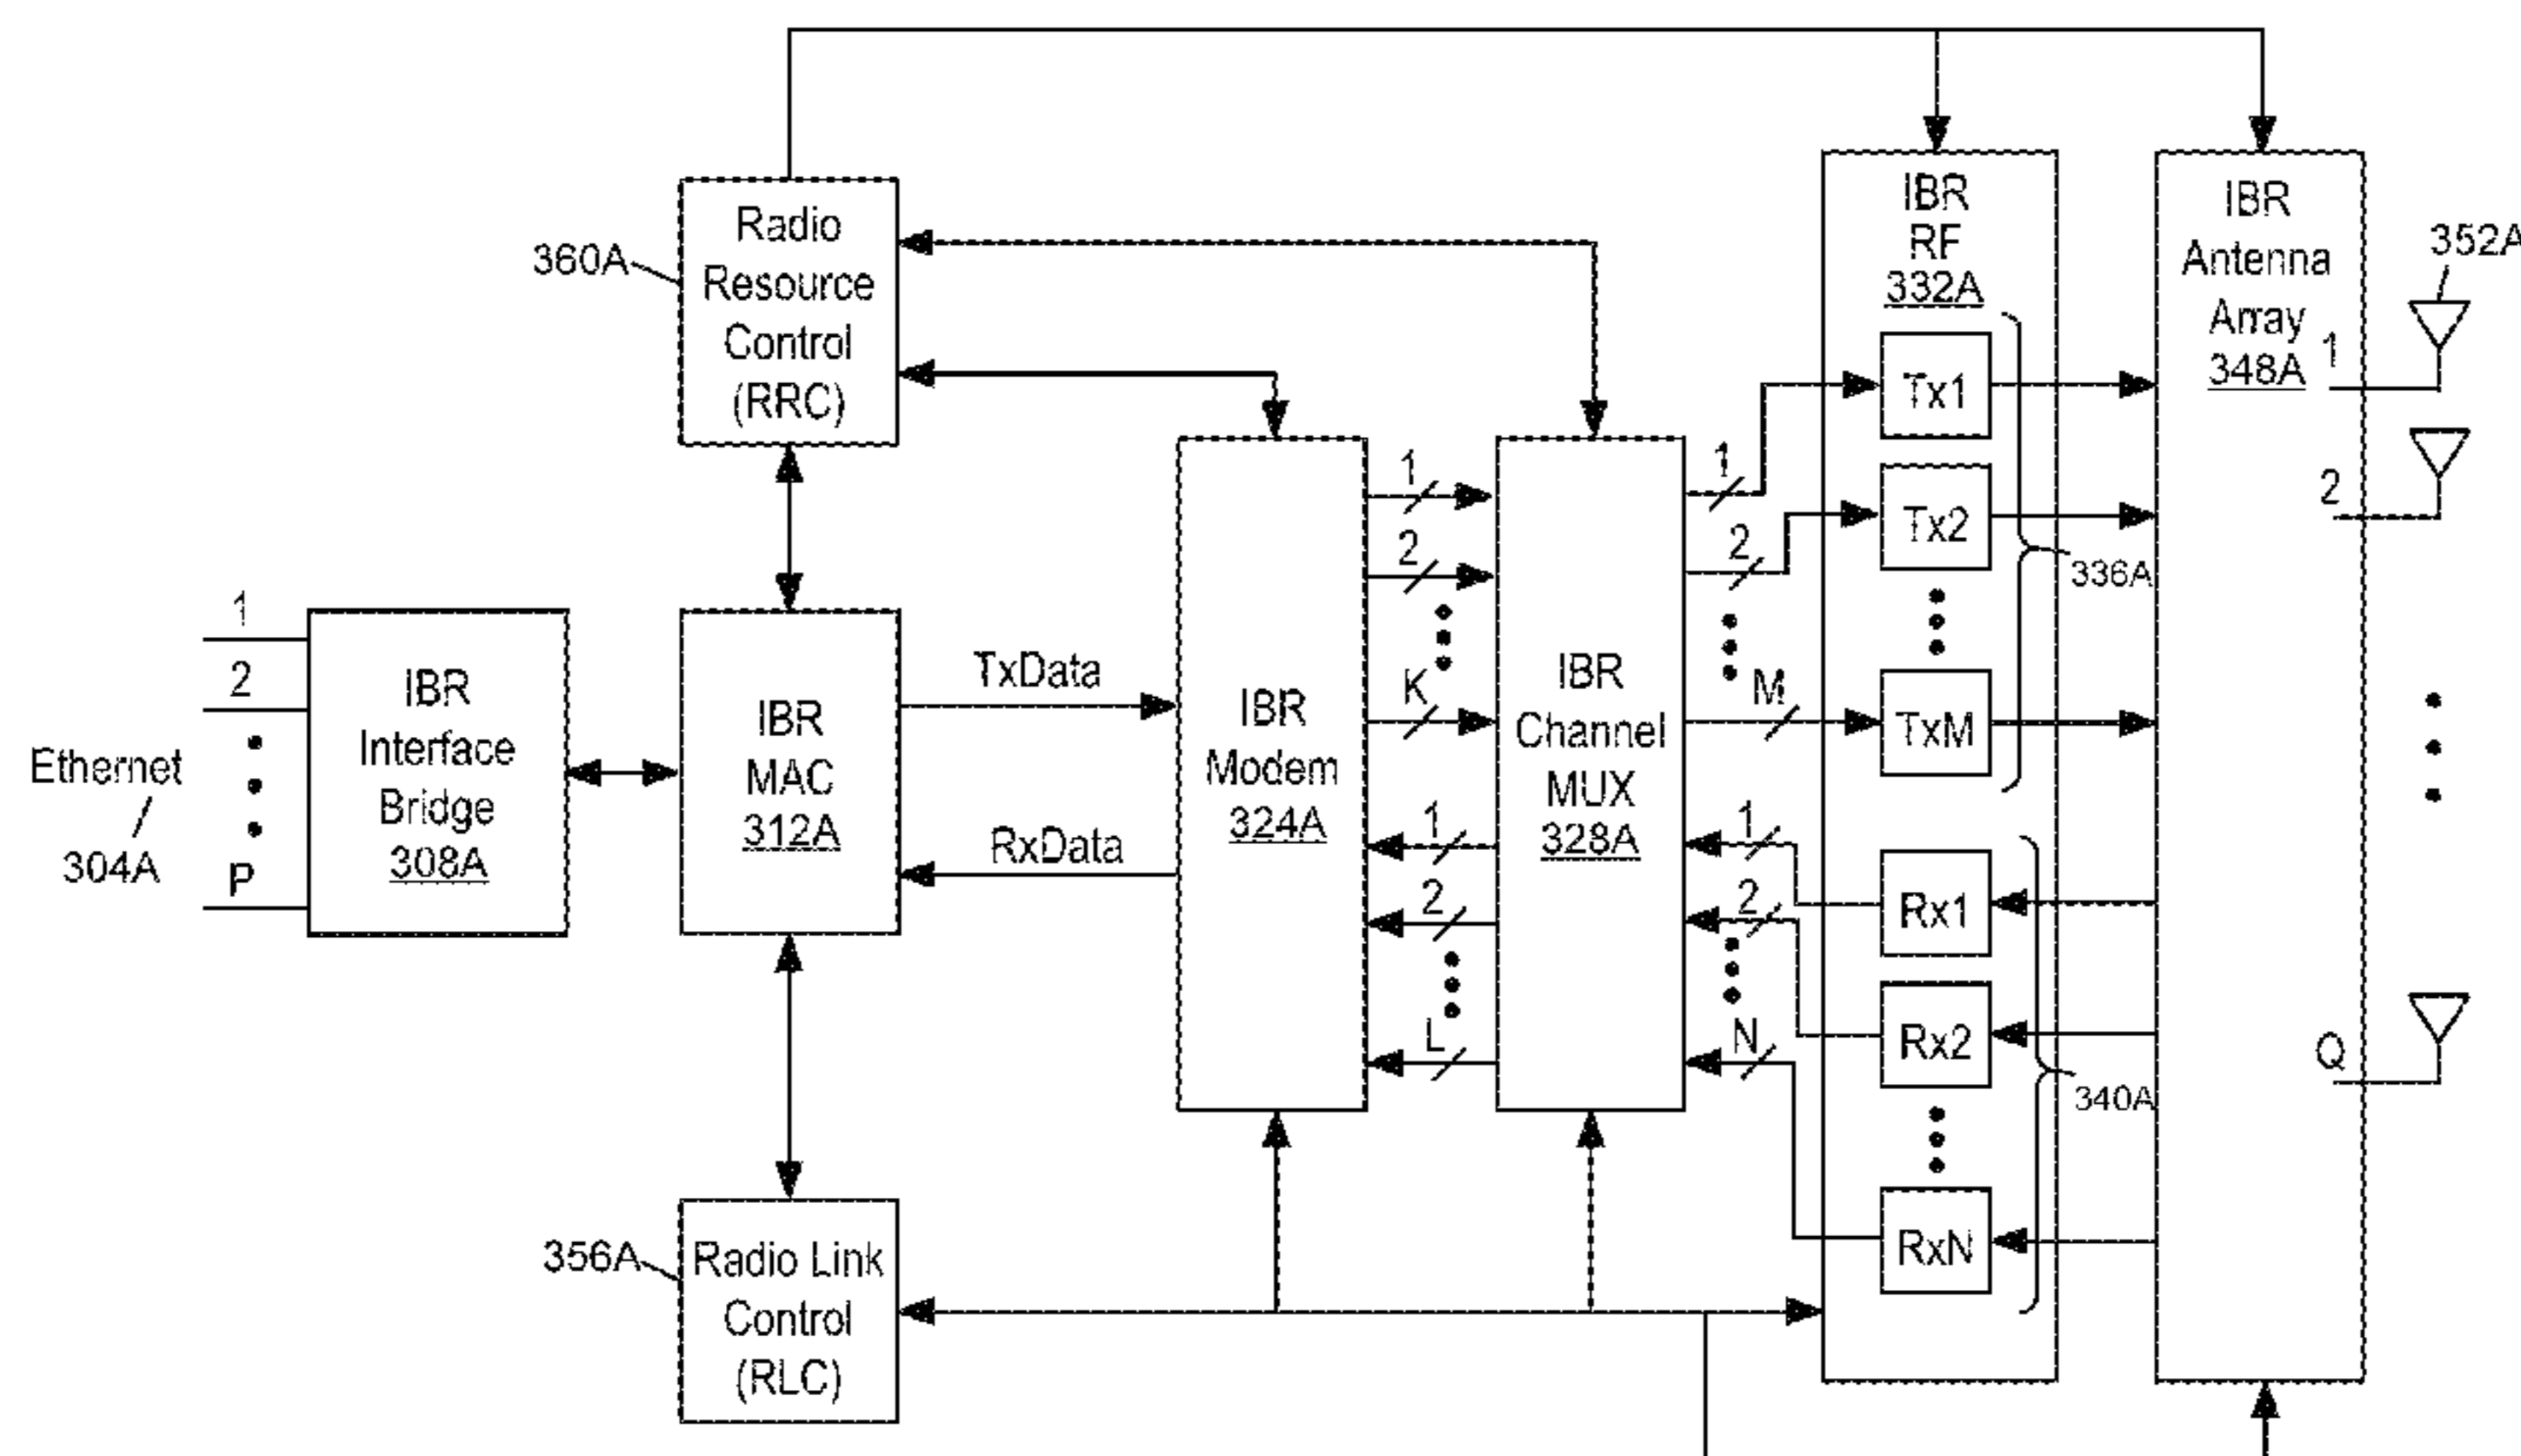 Radio
Resource
Control
(RRC)
360A
IBR
RF
332A
IBR
Antenna
Array
348A
352A
1
2
Q
Tx1
Tx2
TxM
336A
Rx1
Rx2
RxN
340A
Ethernet
304A
1
2
P
IBR
Interface
Bridge
308A
IBR
MAC
312A
TxData
RxData
IBR
Modem
324A
1
2
K
1
2
L
IBR
Channel
MUX
328A
1
2
M
1
2
N
356A
Radio Link
Control
(RLC)